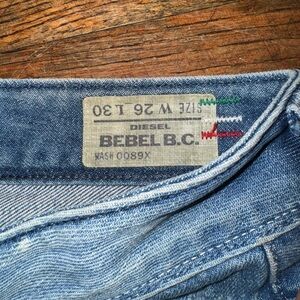 SIZE W 26 L 30
DIESEL
BEBEL B.C.
WASH 0089X